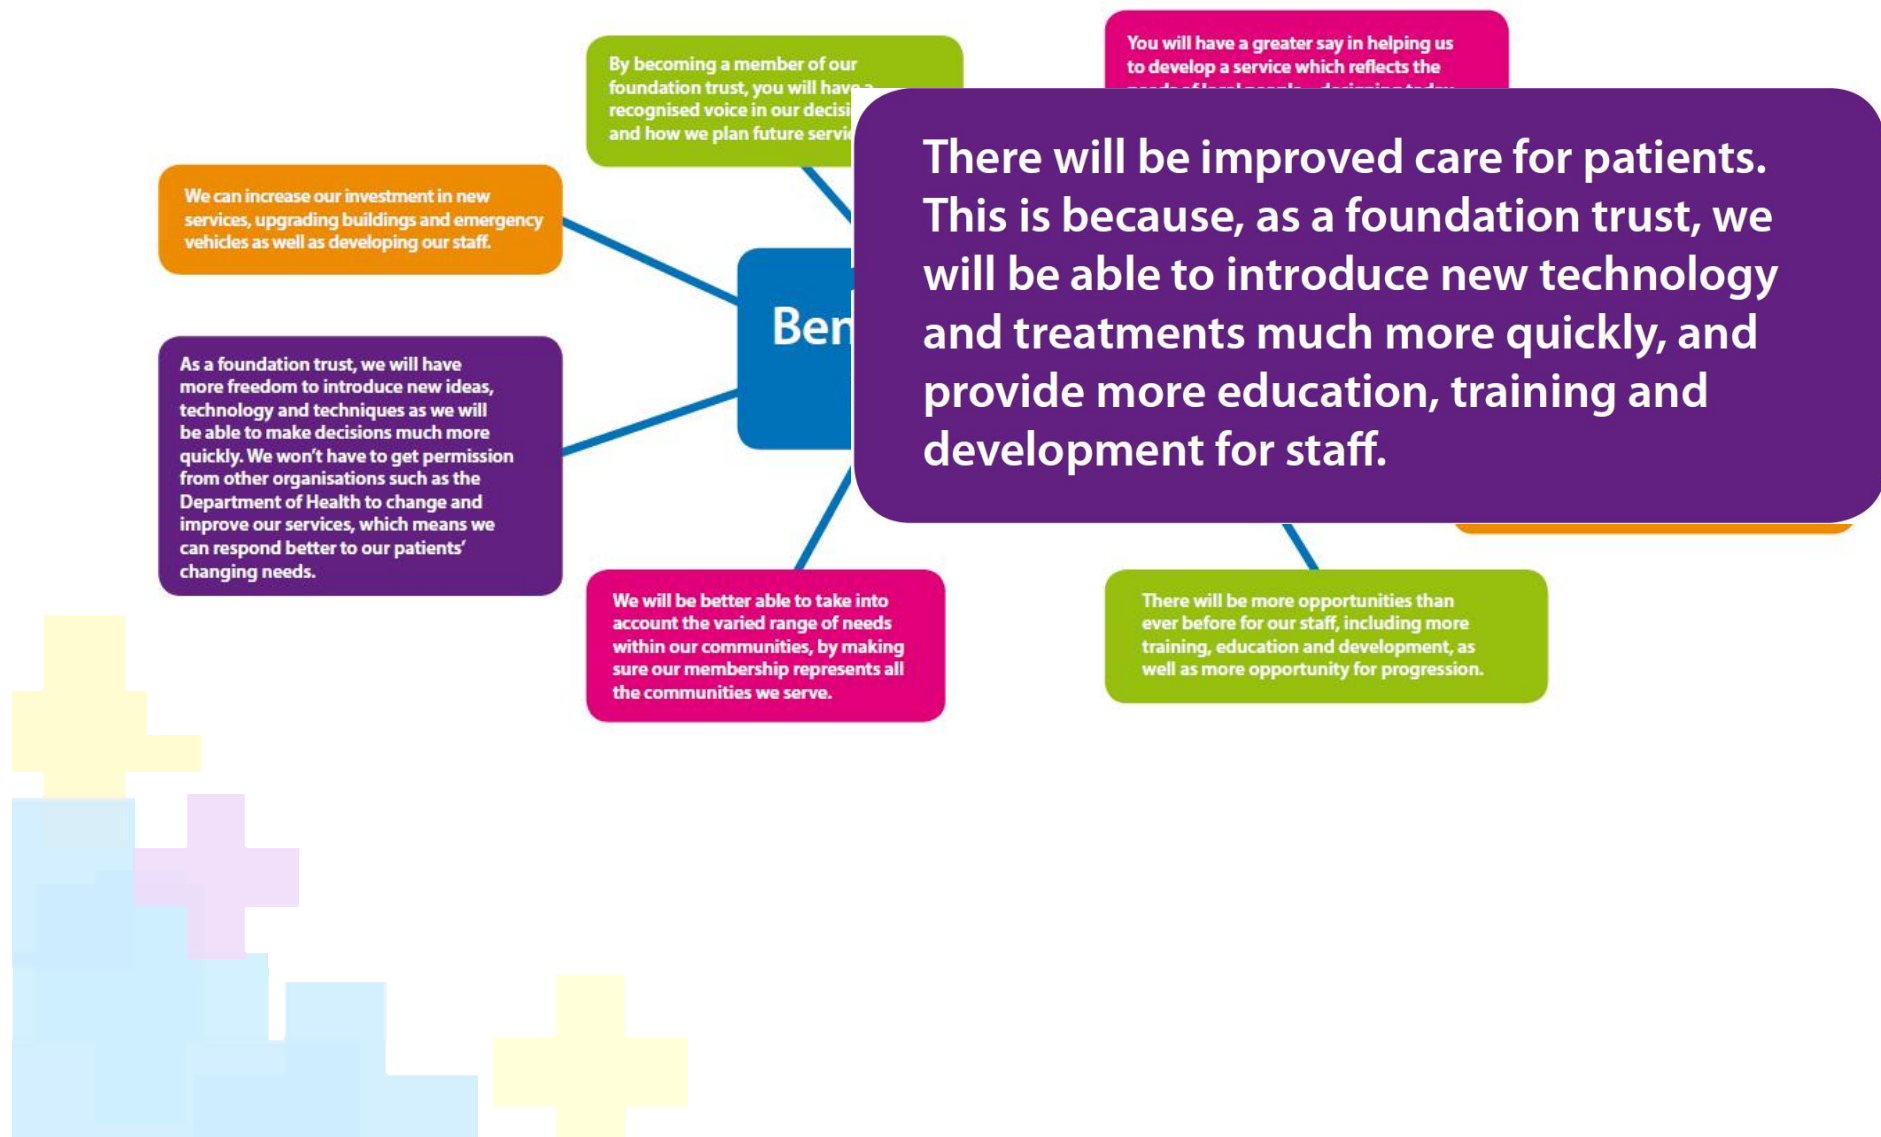 By becoming a member of our
foundation trust, you will have a
recognised voice in our
and how we plan future
You will have a greater say in helping us
to develop a service which reflects the
needs of local people – designing today
There will be improved care for patients.
This is because, as a foundation trust, we
will be able to introduce new technology
and treatments much more quickly, and
provide more education, training and
development for staff.
We can increase our investment in new
services, upgrading buildings and emergency
vehicles as well as developing our staff.
As a foundation trust, we will have
more freedom to introduce new ideas,
technology and techniques as we will
be able to make decisions much more
quickly. We won’t have to get permission
from other organisations such as the
Department of Health to change and
improve our services, which means we
can respond better to our patients’
changing needs.
We will be better able to take into
account the varied range of needs
within our communities, by making
sure our membership represents all
the communities we serve.
There will be more opportunities than
ever before for our staff, including more
training, education and development, as
well as more opportunity for progression.